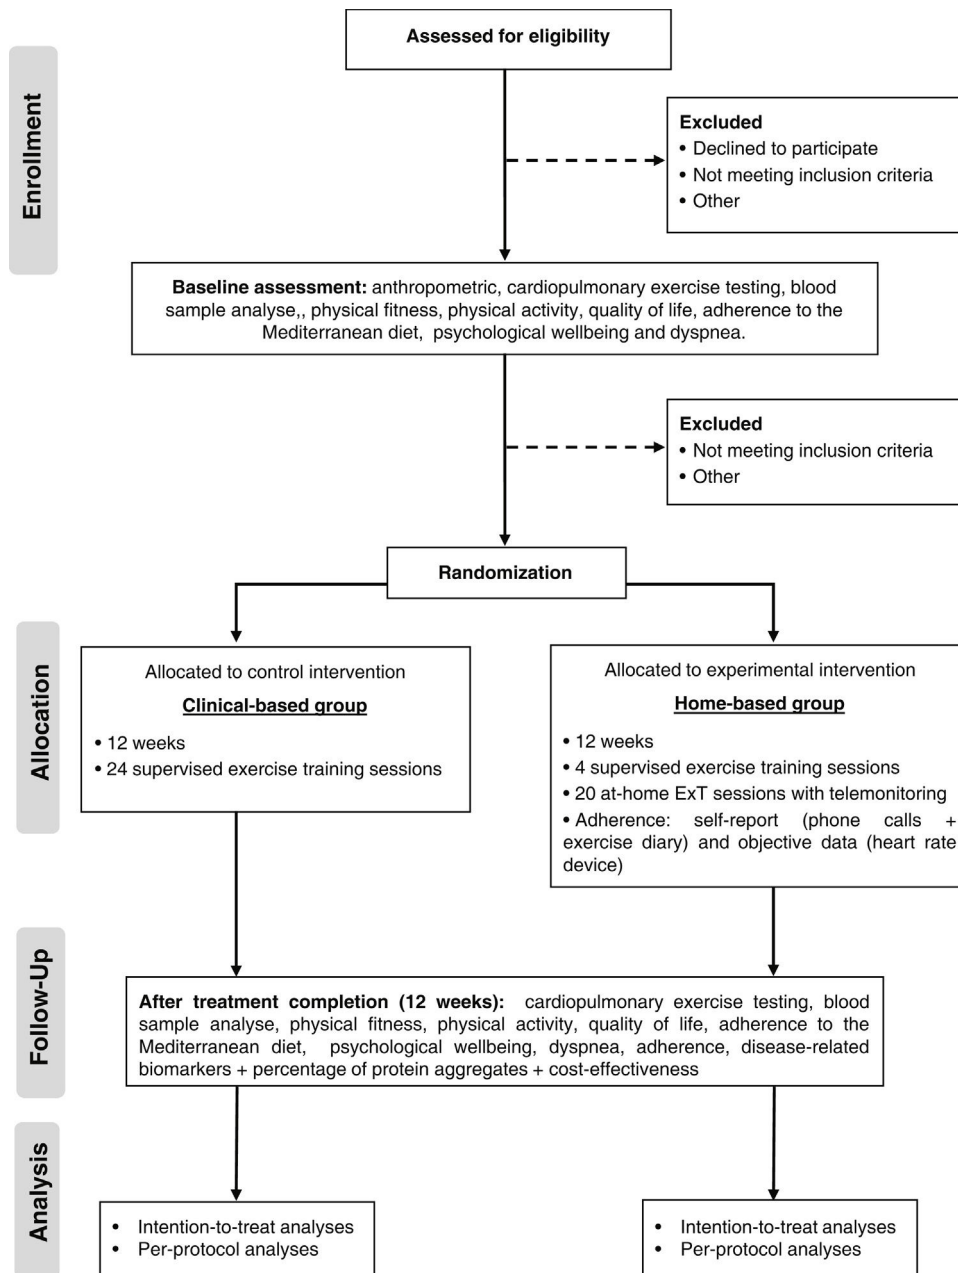 Assessed for eligibility
Enrollment
Excluded
• Declined to participate
• Not meeting inclusion criteria
• Other
Baseline assessment: anthropometric, cardiopulmonary exercise testing, blood
sample analyse,, physical fitness, physical activity, quality of life, adherence to the
Mediterranean diet, psychological wellbeing and dyspnea.
Excluded
• Not meeting inclusion criteria
• Other
Randomization
Allocation
Allocated to control intervention
Clinical-based group
• 12 weeks
• 24 supervised exercise training sessions
Allocated to experimental intervention
Home-based group
• 12 weeks
• 4 supervised exercise training sessions
• 20 at-home ExT sessions with telemonitoring
• Adherence: self-report (phone calls +
exercise diary) and objective data (heart rate
device)
Follow-Up
After treatment completion (12 weeks): cardiopulmonary exercise testing, blood
sample analyse, physical fitness, physical activity, quality of life, adherence to the
Mediterranean diet, psychological wellbeing, dyspnea, adherence, disease-related
biomarkers + percentage of protein aggregates + cost-effectiveness
Analysis
• Intention-to-treat analyses
• Per-protocol analyses
• Intention-to-treat analyses
• Per-protocol analyses